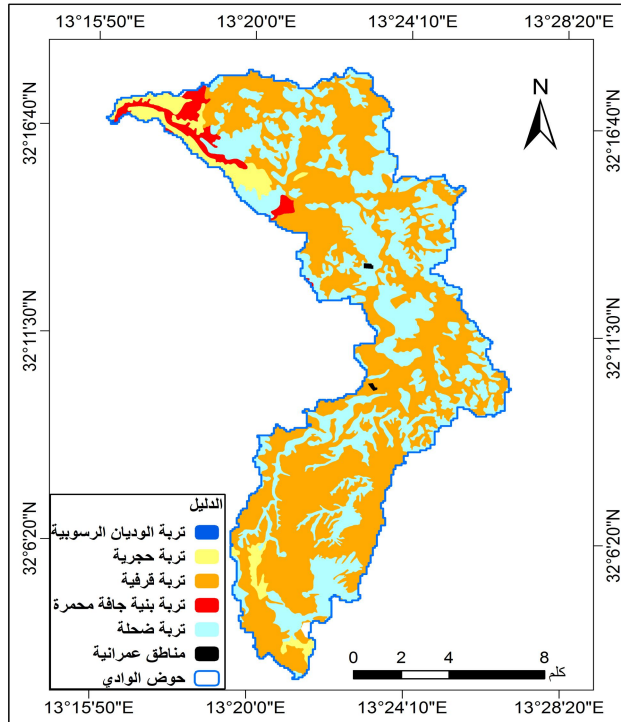 13°15'50"E 13°20'0"E 13°24'10"E 13°28'20"E
N
32°16'40"N 32°16'40"N
32°11'30"N 32°11'30"N
32°6'20"N 32°6'20"N
الدليل
تربة الوديان الرسوبية
تربة حجرية
تربة قرفية
تربة بنية جافة محمرة
تربة ضحلة
مناطق عمرانية
حوض الوادي
0 2 4 8
كلم
13°15'50"E 13°20'0"E 13°24'10"E 13°28'20"E